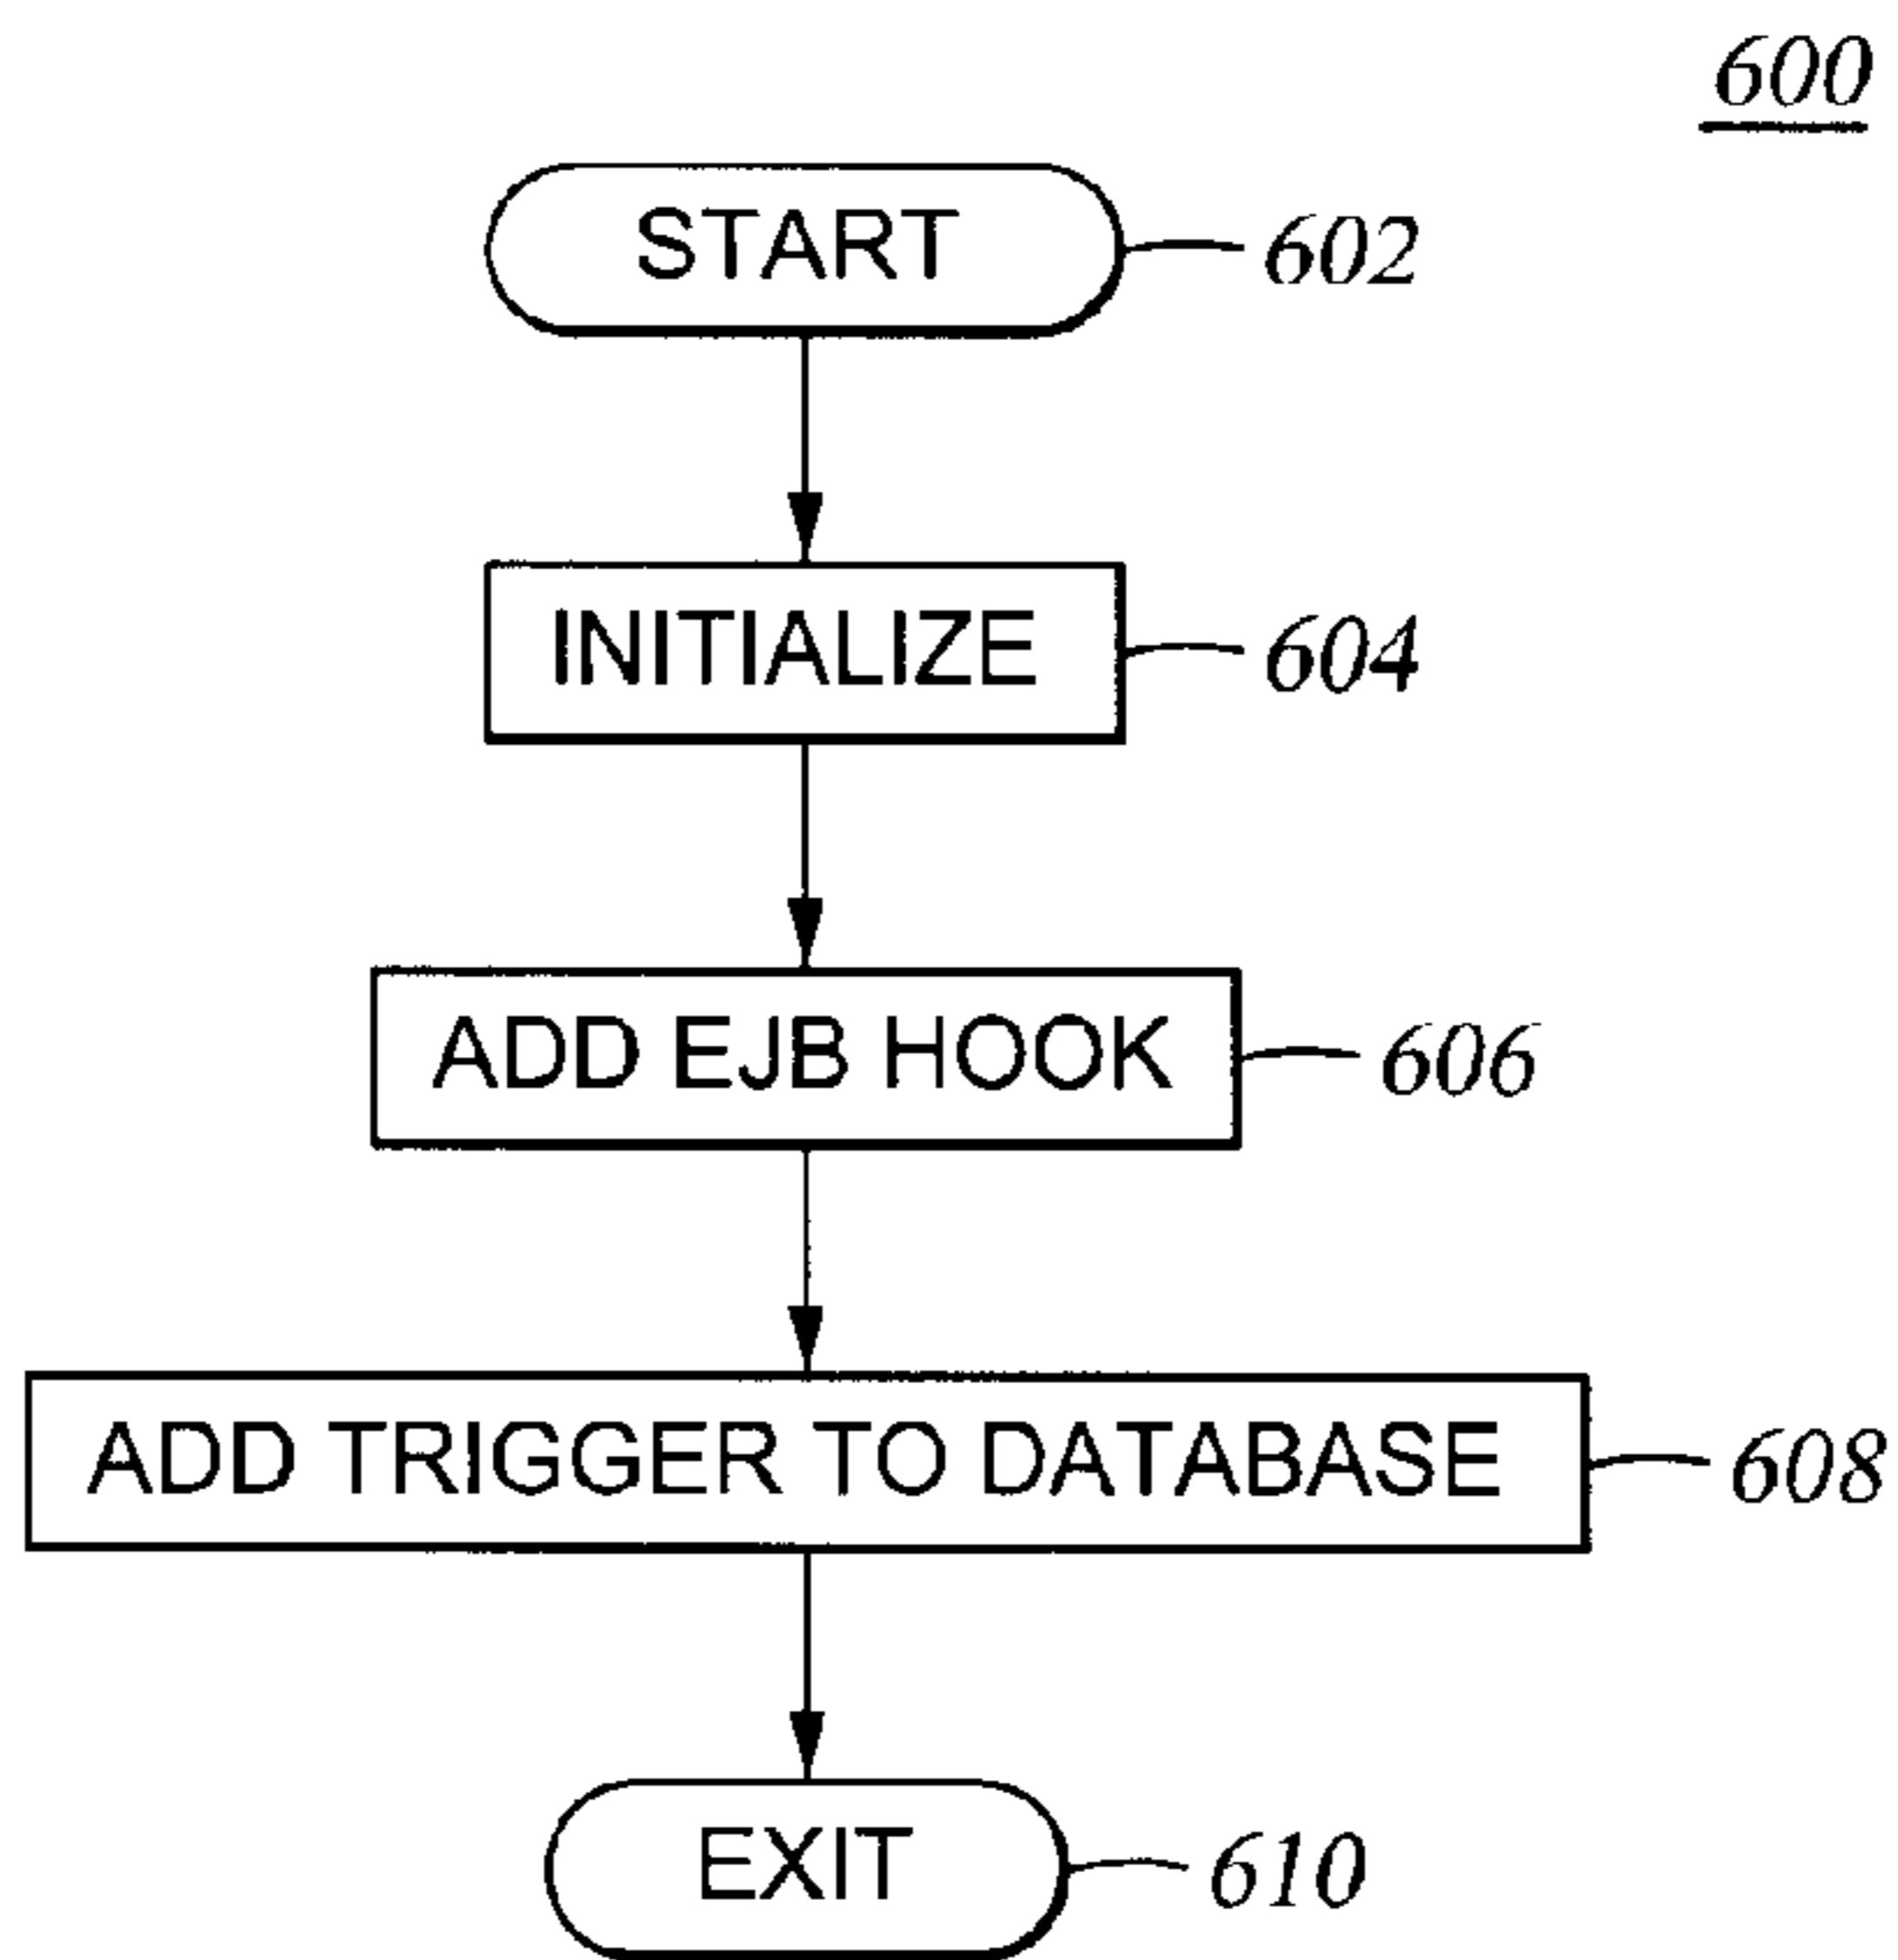 600
START 602
INITIALIZE 604
ADD EJB HOOK 606
ADD TRIGGER TO DATABASE 608
EXIT 610